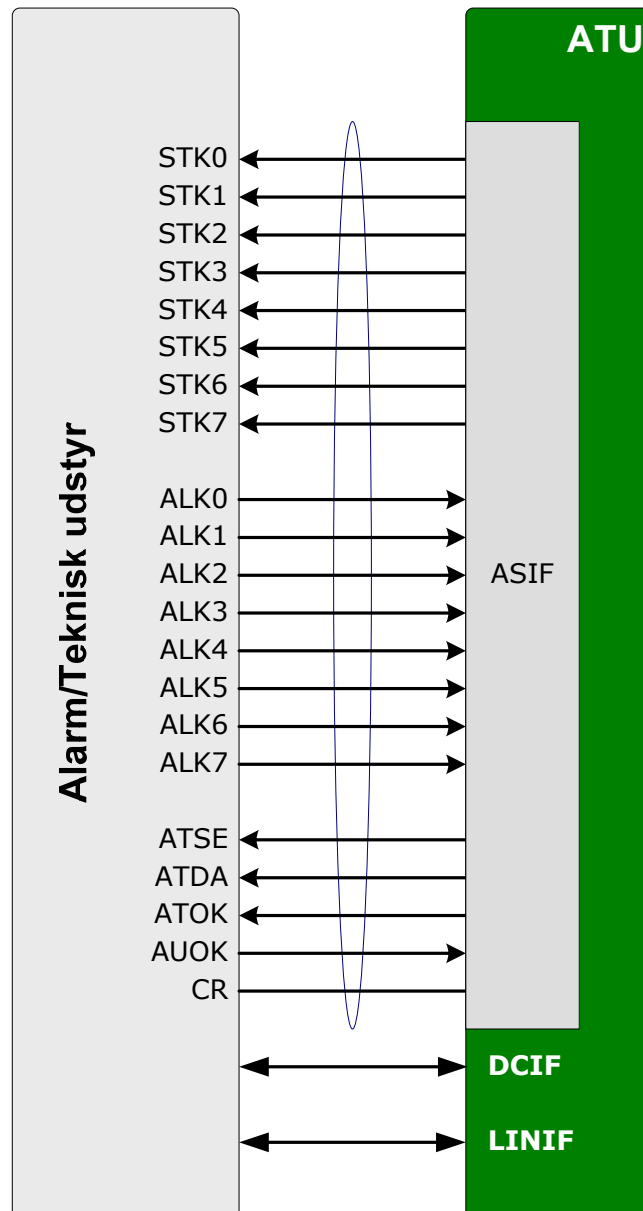 ATU
STK0
STK1
STK2
STK3
STK4
STK5
STK6
STK7
Alarm/Teknisk udstyr
ALK0
ALK1
ALK2
ASIF
ALK3
ALK4
ALK5
ALK6
ALK7
ATSE
ATDA
ATOK
AUOK
CR
DCIF
LINIF